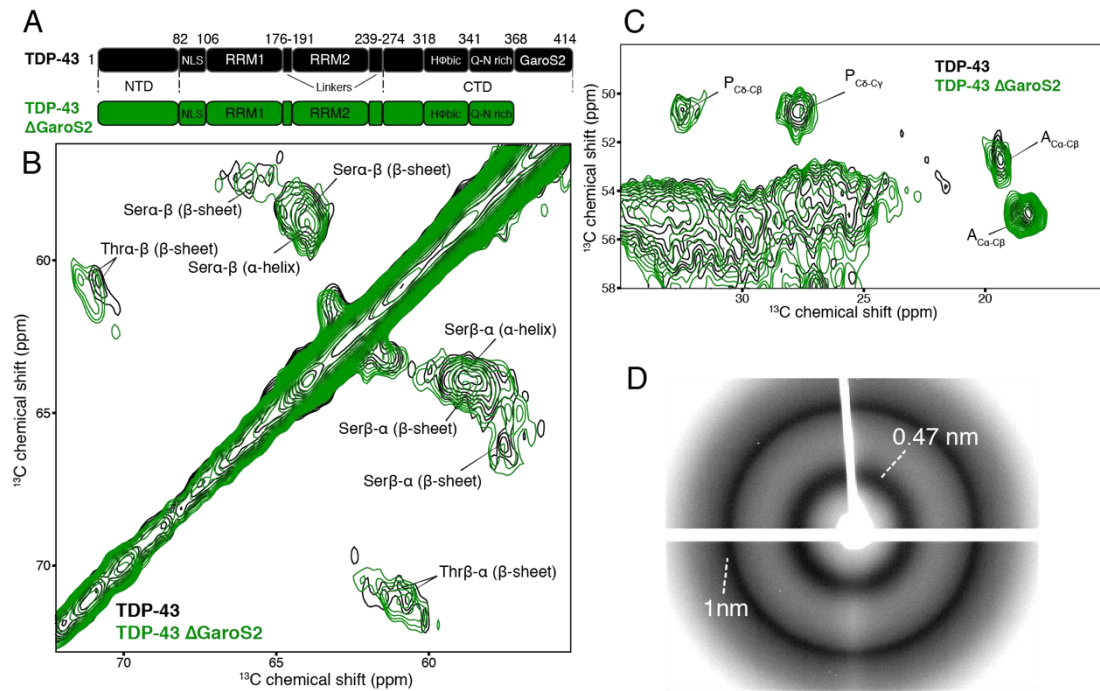 A
82 106 176-191 239-274 318 341 368 414
TDP-43 1 NLS RRM1 RRM2 HΦbic Q-N rich GaroS2
NTD Linkers CTD
TDP-43
ΔGaroS2
NLS RRM1 RRM2 HΦbic Q-N rich
B
Serα-β (β-sheet)
Serα-β (β-sheet)
Thrα-β (β-sheet)
Serα-β (α-helix)
Serβ-α (α-helix)
Serβ-α (β-sheet)
Serβ-α (β-sheet)
Thrβ-α (β-sheet)
TDP-43
TDP-43 ΔGaroS2
60
65
70
¹³C chemical shift (ppm)
70 65 60
¹³C chemical shift (ppm)
C
TDP-43
TDP-43 ΔGaroS2
P Cδ-Cβ
P Cδ-Cγ
A Cα-Cβ
A Cα-Cβ
50
52
54
56
58
¹³C chemical shift (ppm)
30 25 20
¹³C chemical shift (ppm)
D
0.47 nm
1nm